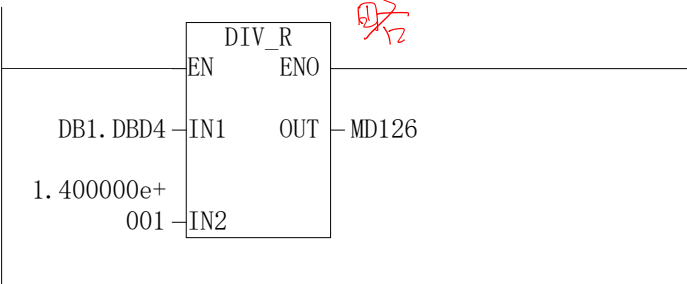 DIV_R
EN ENO
DB1.DBD4 IN1 OUT MD126
1.400000e+
001 IN2